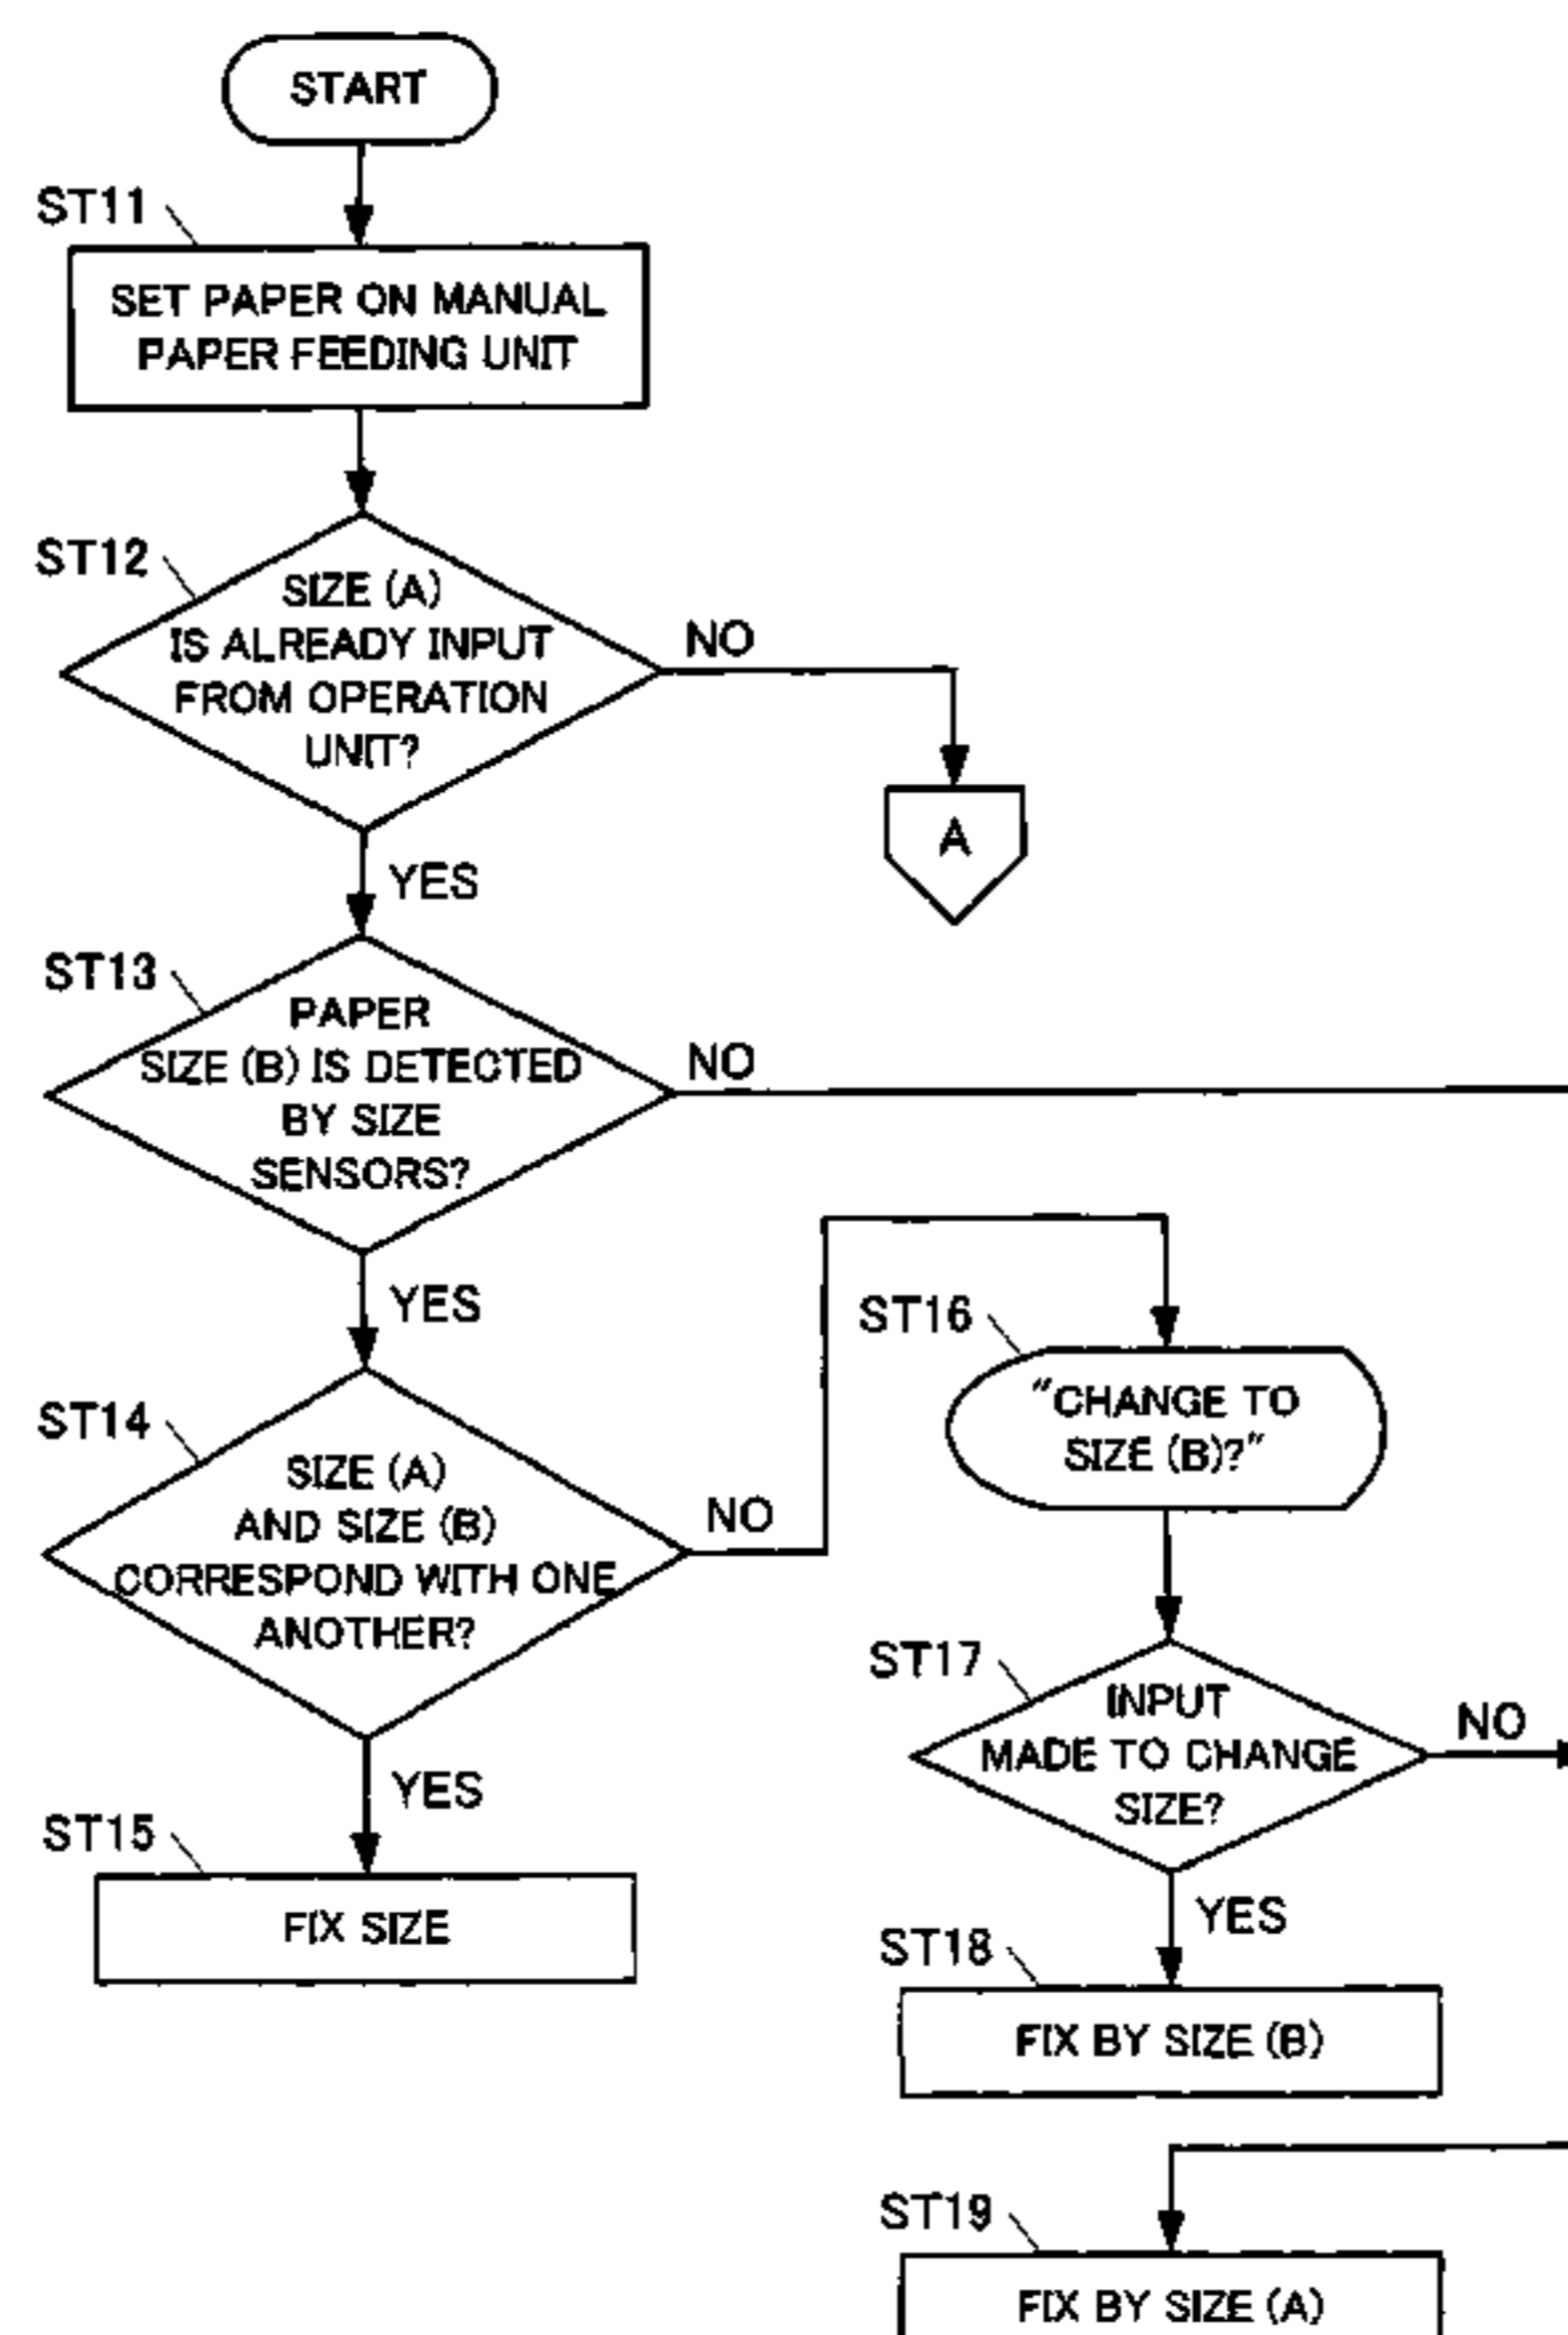 START
ST11
SET PAPER ON MANUAL
PAPER FEEDING UNIT
ST12
SIZE (A)
IS ALREADY INPUT
FROM OPERATION
UNIT?
NO
A
YES
ST13
PAPER
SIZE (B) IS DETECTED
BY SIZE
SENSORS?
NO
YES
ST14
SIZE (A)
AND SIZE (B)
CORRESPOND WITH ONE
ANOTHER?
NO
YES
ST15
FIX SIZE
ST16
"CHANGE TO
SIZE (B)?"
ST17
INPUT
MADE TO CHANGE
SIZE?
NO
YES
ST18
FIX BY SIZE (B)
ST19
FIX BY SIZE (A)